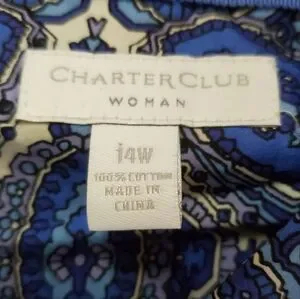 CHARTER CLUB
WOMAN
14W
100% COTTON
MADE IN
CHINA